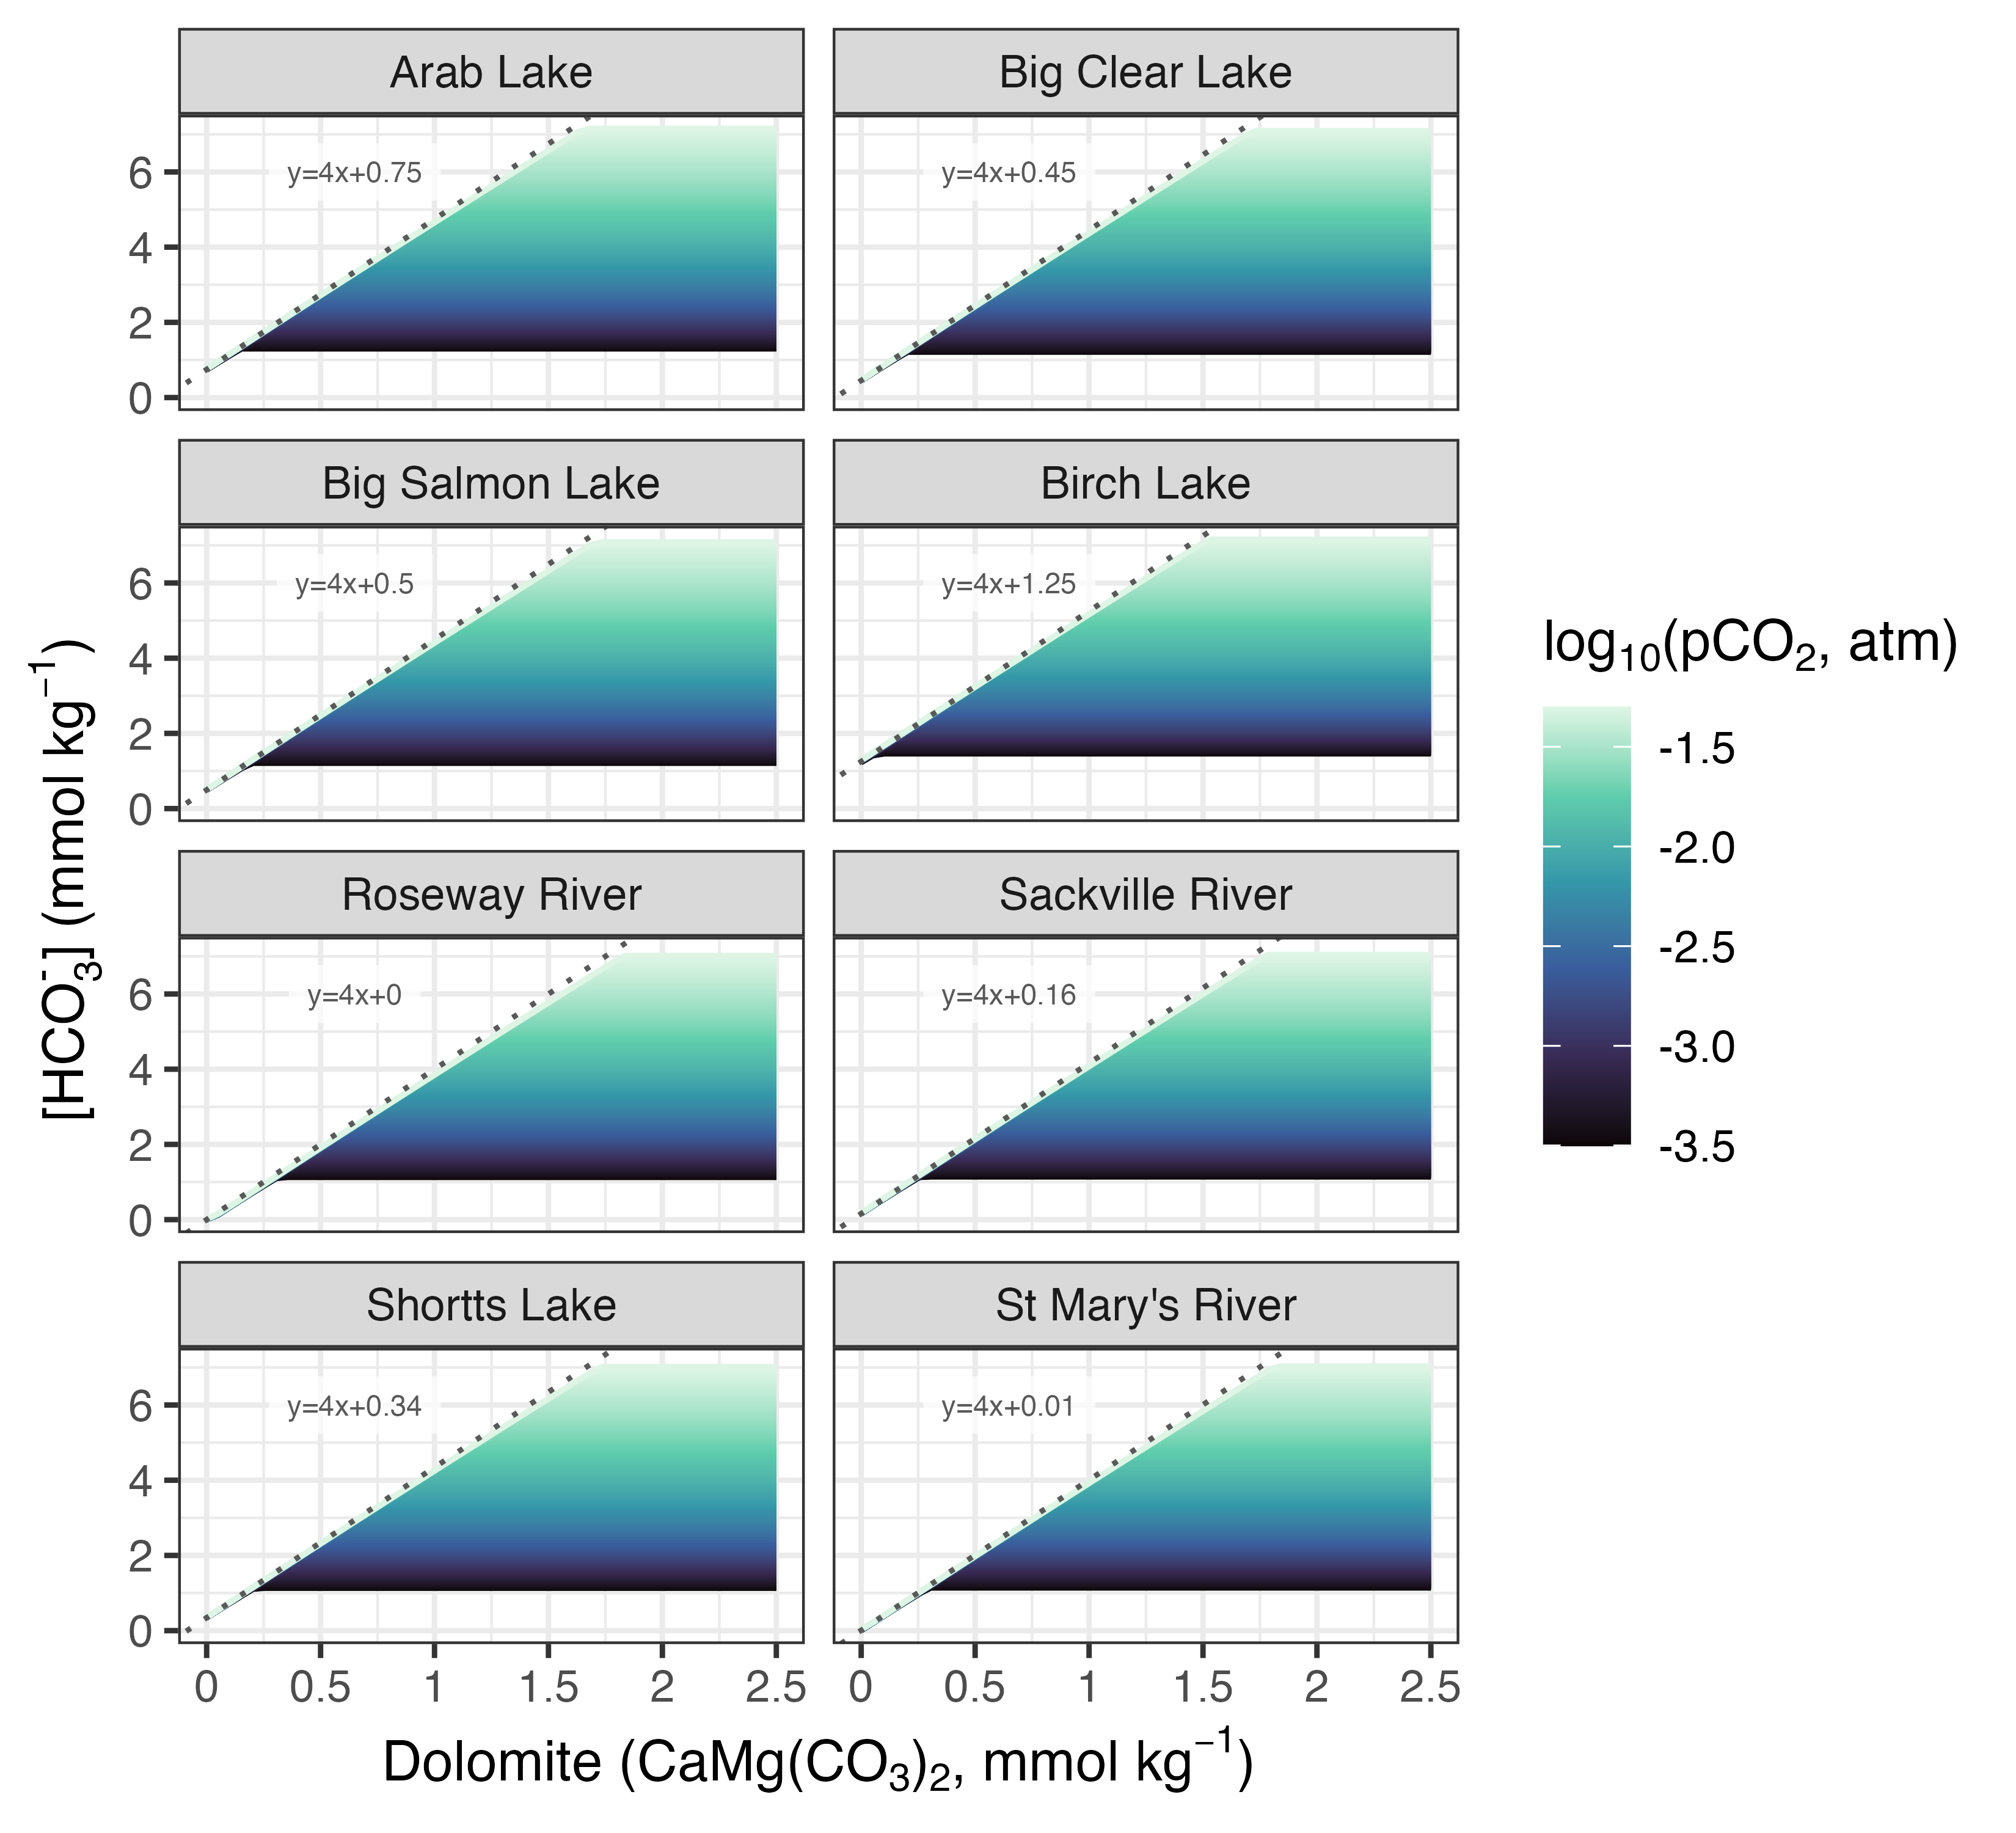 Arab Lake
Big Clear Lake
y=4x+0.75
y=4x+0.45
6
4
2
0
Big Salmon Lake
Birch Lake
y=4x+0.5
y=4x+1.25
6
4
2
0
Roseway River
Sackville River
y=4x+0
y=4x+0.16
6
4
2
0
Shortts Lake
St Mary's River
y=4x+0.34
y=4x+0.01
6
4
2
0
0 0.5 1 1.5 2 2.5
0 0.5 1 1.5 2 2.5
Dolomite (CaMg(CO₃)₂, mmol kg⁻¹)
[HCO₃⁻] (mmol kg⁻¹)
log₁₀(pCO₂, atm)
-1.5
-2.0
-2.5
-3.0
-3.5